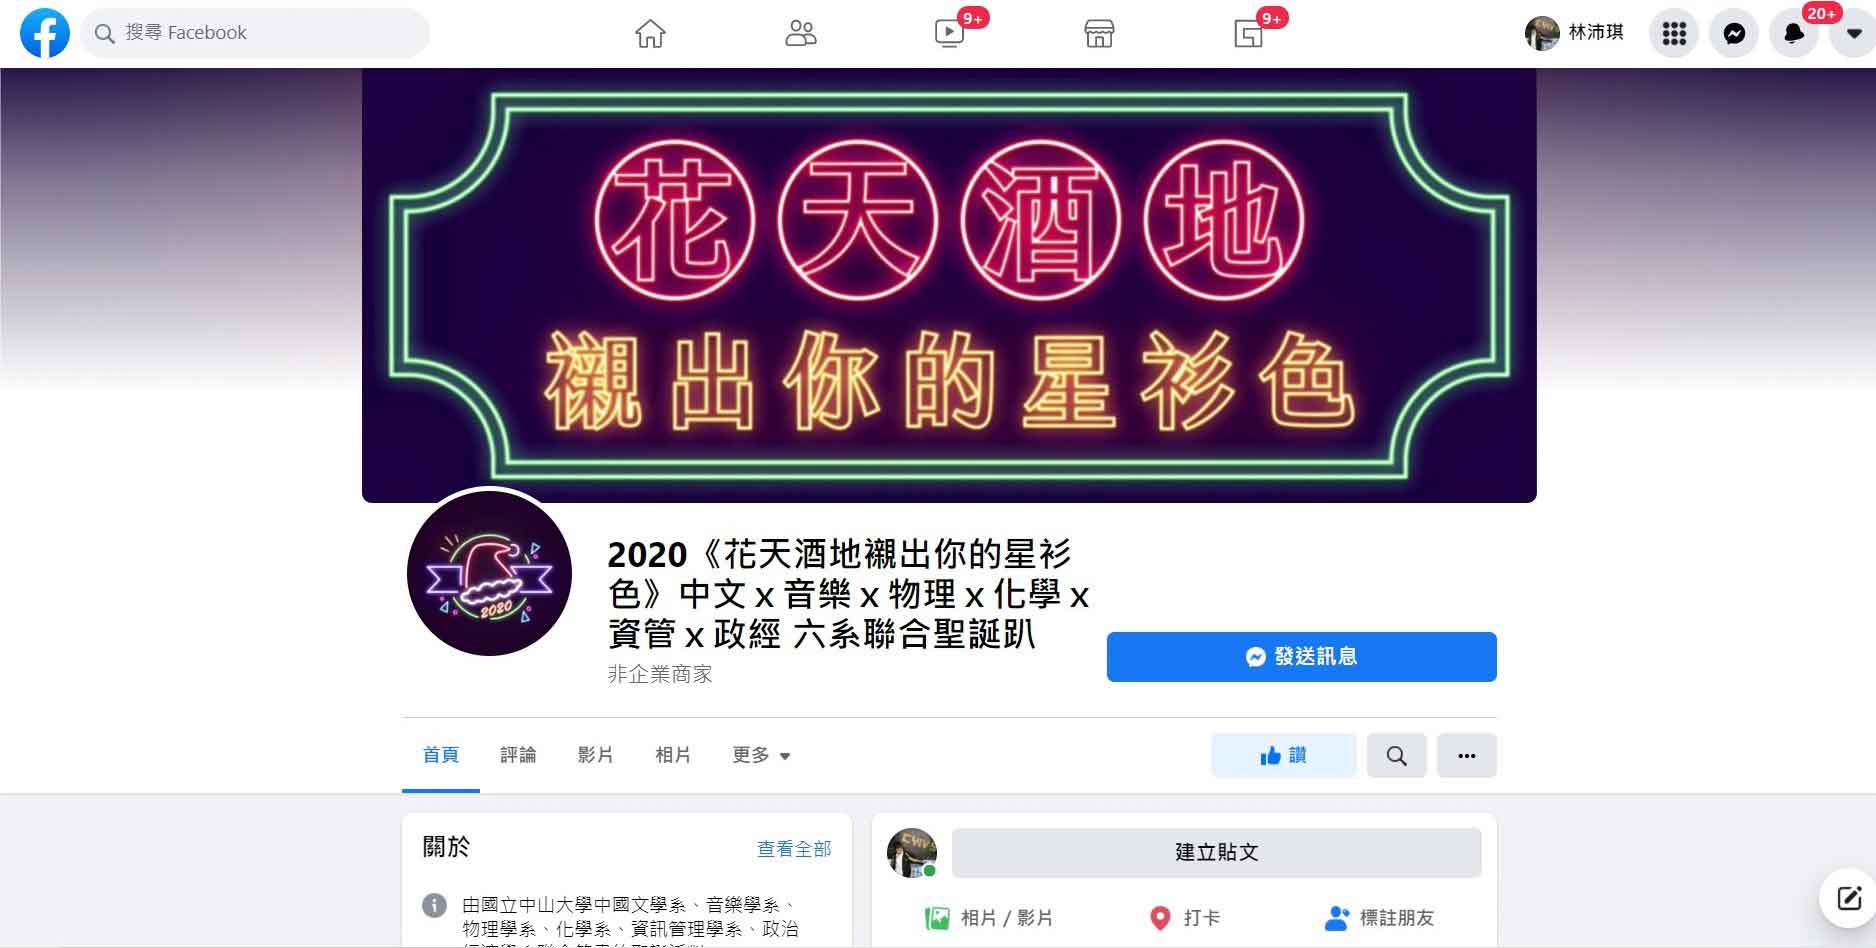 搜尋 Facebook
9+
9+
林沛琪
20+
花天酒地
襯出你的星衫色
2020
2020《花天酒地襯出你的星衫
色》中文 x 音樂 x 物理 x 化學 x
資管 x 政經 六系聯合聖誕趴
非企業商家
發送訊息
首頁
評論
影片
相片
更多
讚
關於
查看全部
建立貼文
由國立中山大學中國文學系、音樂學系、
物理學系、化學系、資訊管理學系、政治
相片 / 影片
打卡
標註朋友